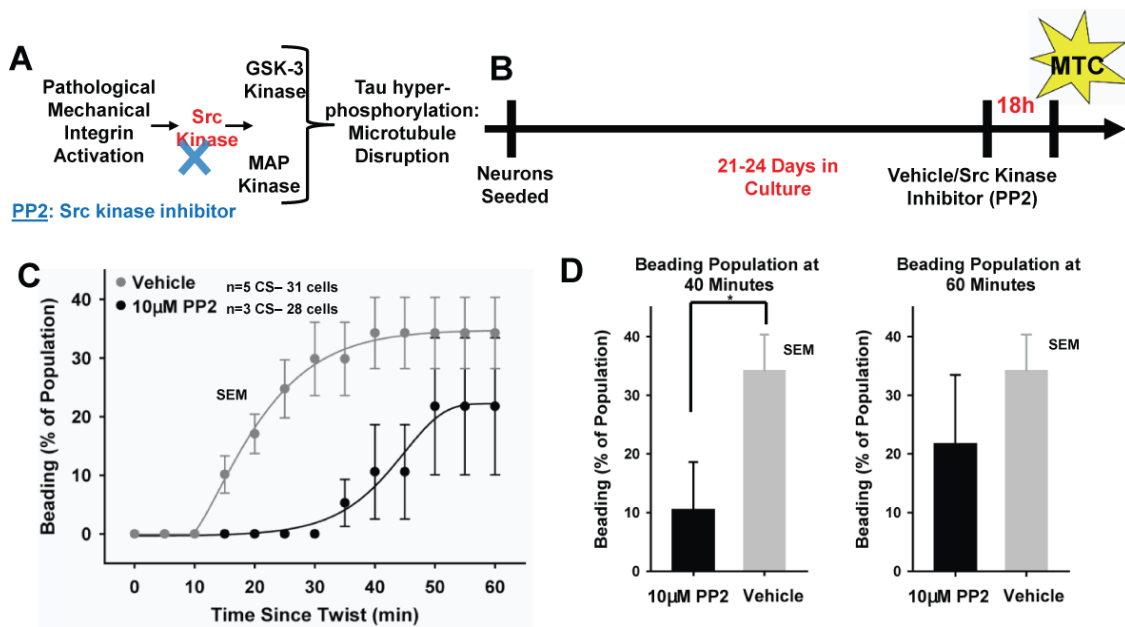 A
Pathological
Mechanical
Integrin
Activation
Src
Kinase
GSK-3
Kinase
MAP
Kinase
Tau hyper-
phosphorylation:
Microtubule
Disruption
PP2: Src kinase inhibitor
B
Neurons
Seeded
21-24 Days in
Culture
18h
MTC
Vehicle/Src Kinase
Inhibitor (PP2)
C
Vehicle n=5 CS– 31 cells
10µM PP2 n=3 CS– 28 cells
SEM
Beading (% of Population)
40
30
20
10
0
0 10 20 30 40 50 60
Time Since Twist (min)
D
Beading Population at
40 Minutes
*
SEM
Beading (% of Population)
40
30
20
10
0
10µM PP2 Vehicle
Beading Population at
60 Minutes
SEM
Beading (% of Population)
40
30
20
10
0
10µM PP2 Vehicle